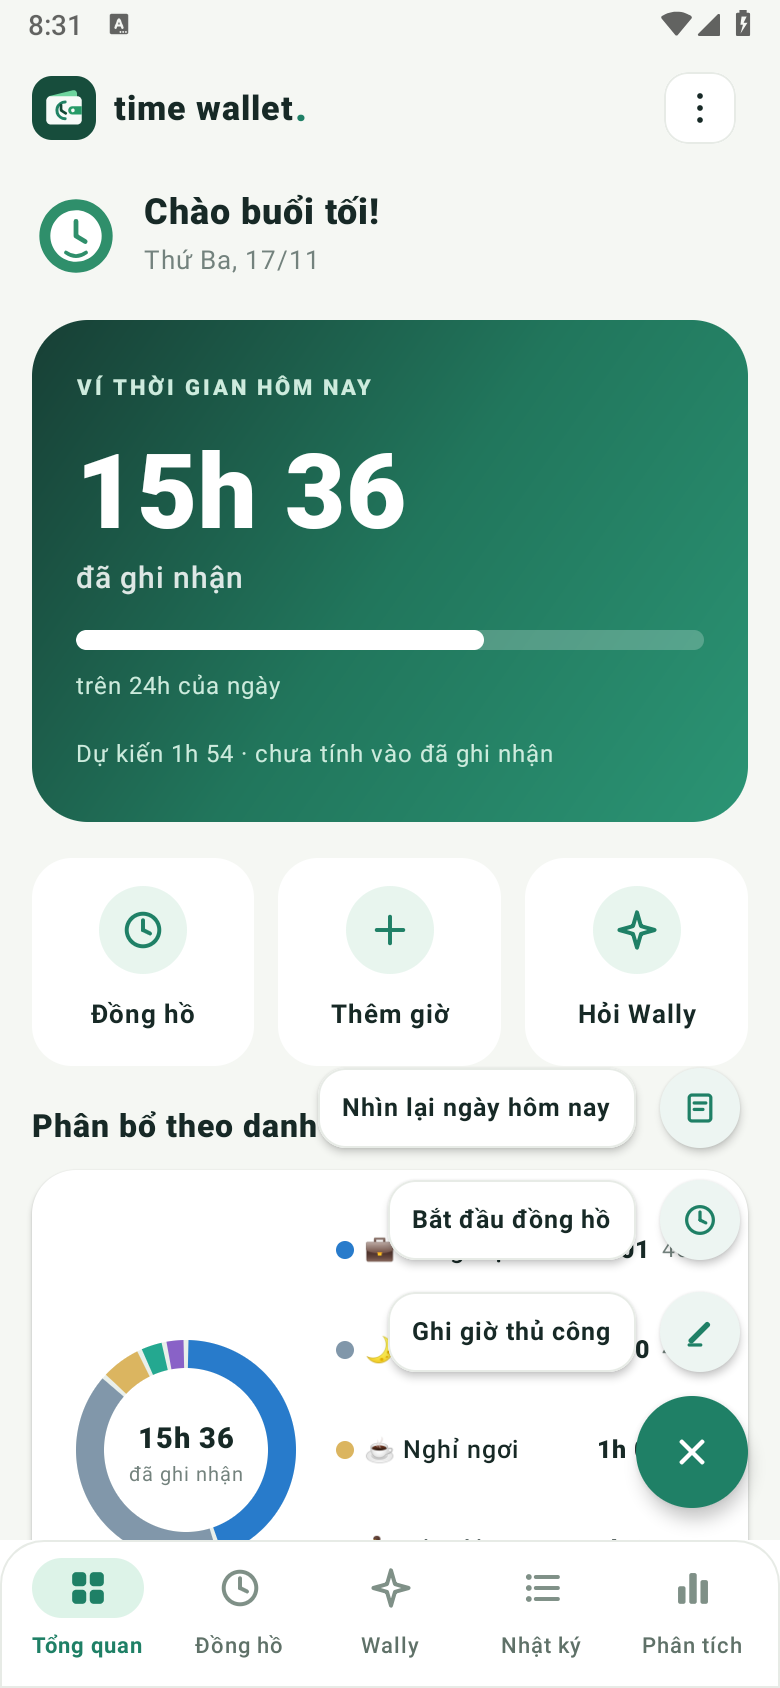 8:31
A
time wallet.
Chào buổi tối!
Thứ Ba, 17/11
VÍ THỜI GIAN HÔM NAY
15h 36
đã ghi nhận
trên 24h của ngày
Dự kiến 1h 54 · chưa tính vào đã ghi nhận
Đồng hồ
Thêm giờ
Hỏi Wally
Phân bổ theo danh
Nhìn lại ngày hôm nay
Bắt đầu đồng hồ
Ghi giờ thủ công
15h 36
đã ghi nhận
Nghỉ ngơi 1h
Tổng quan
Đồng hồ
Wally
Nhật ký
Phân tích